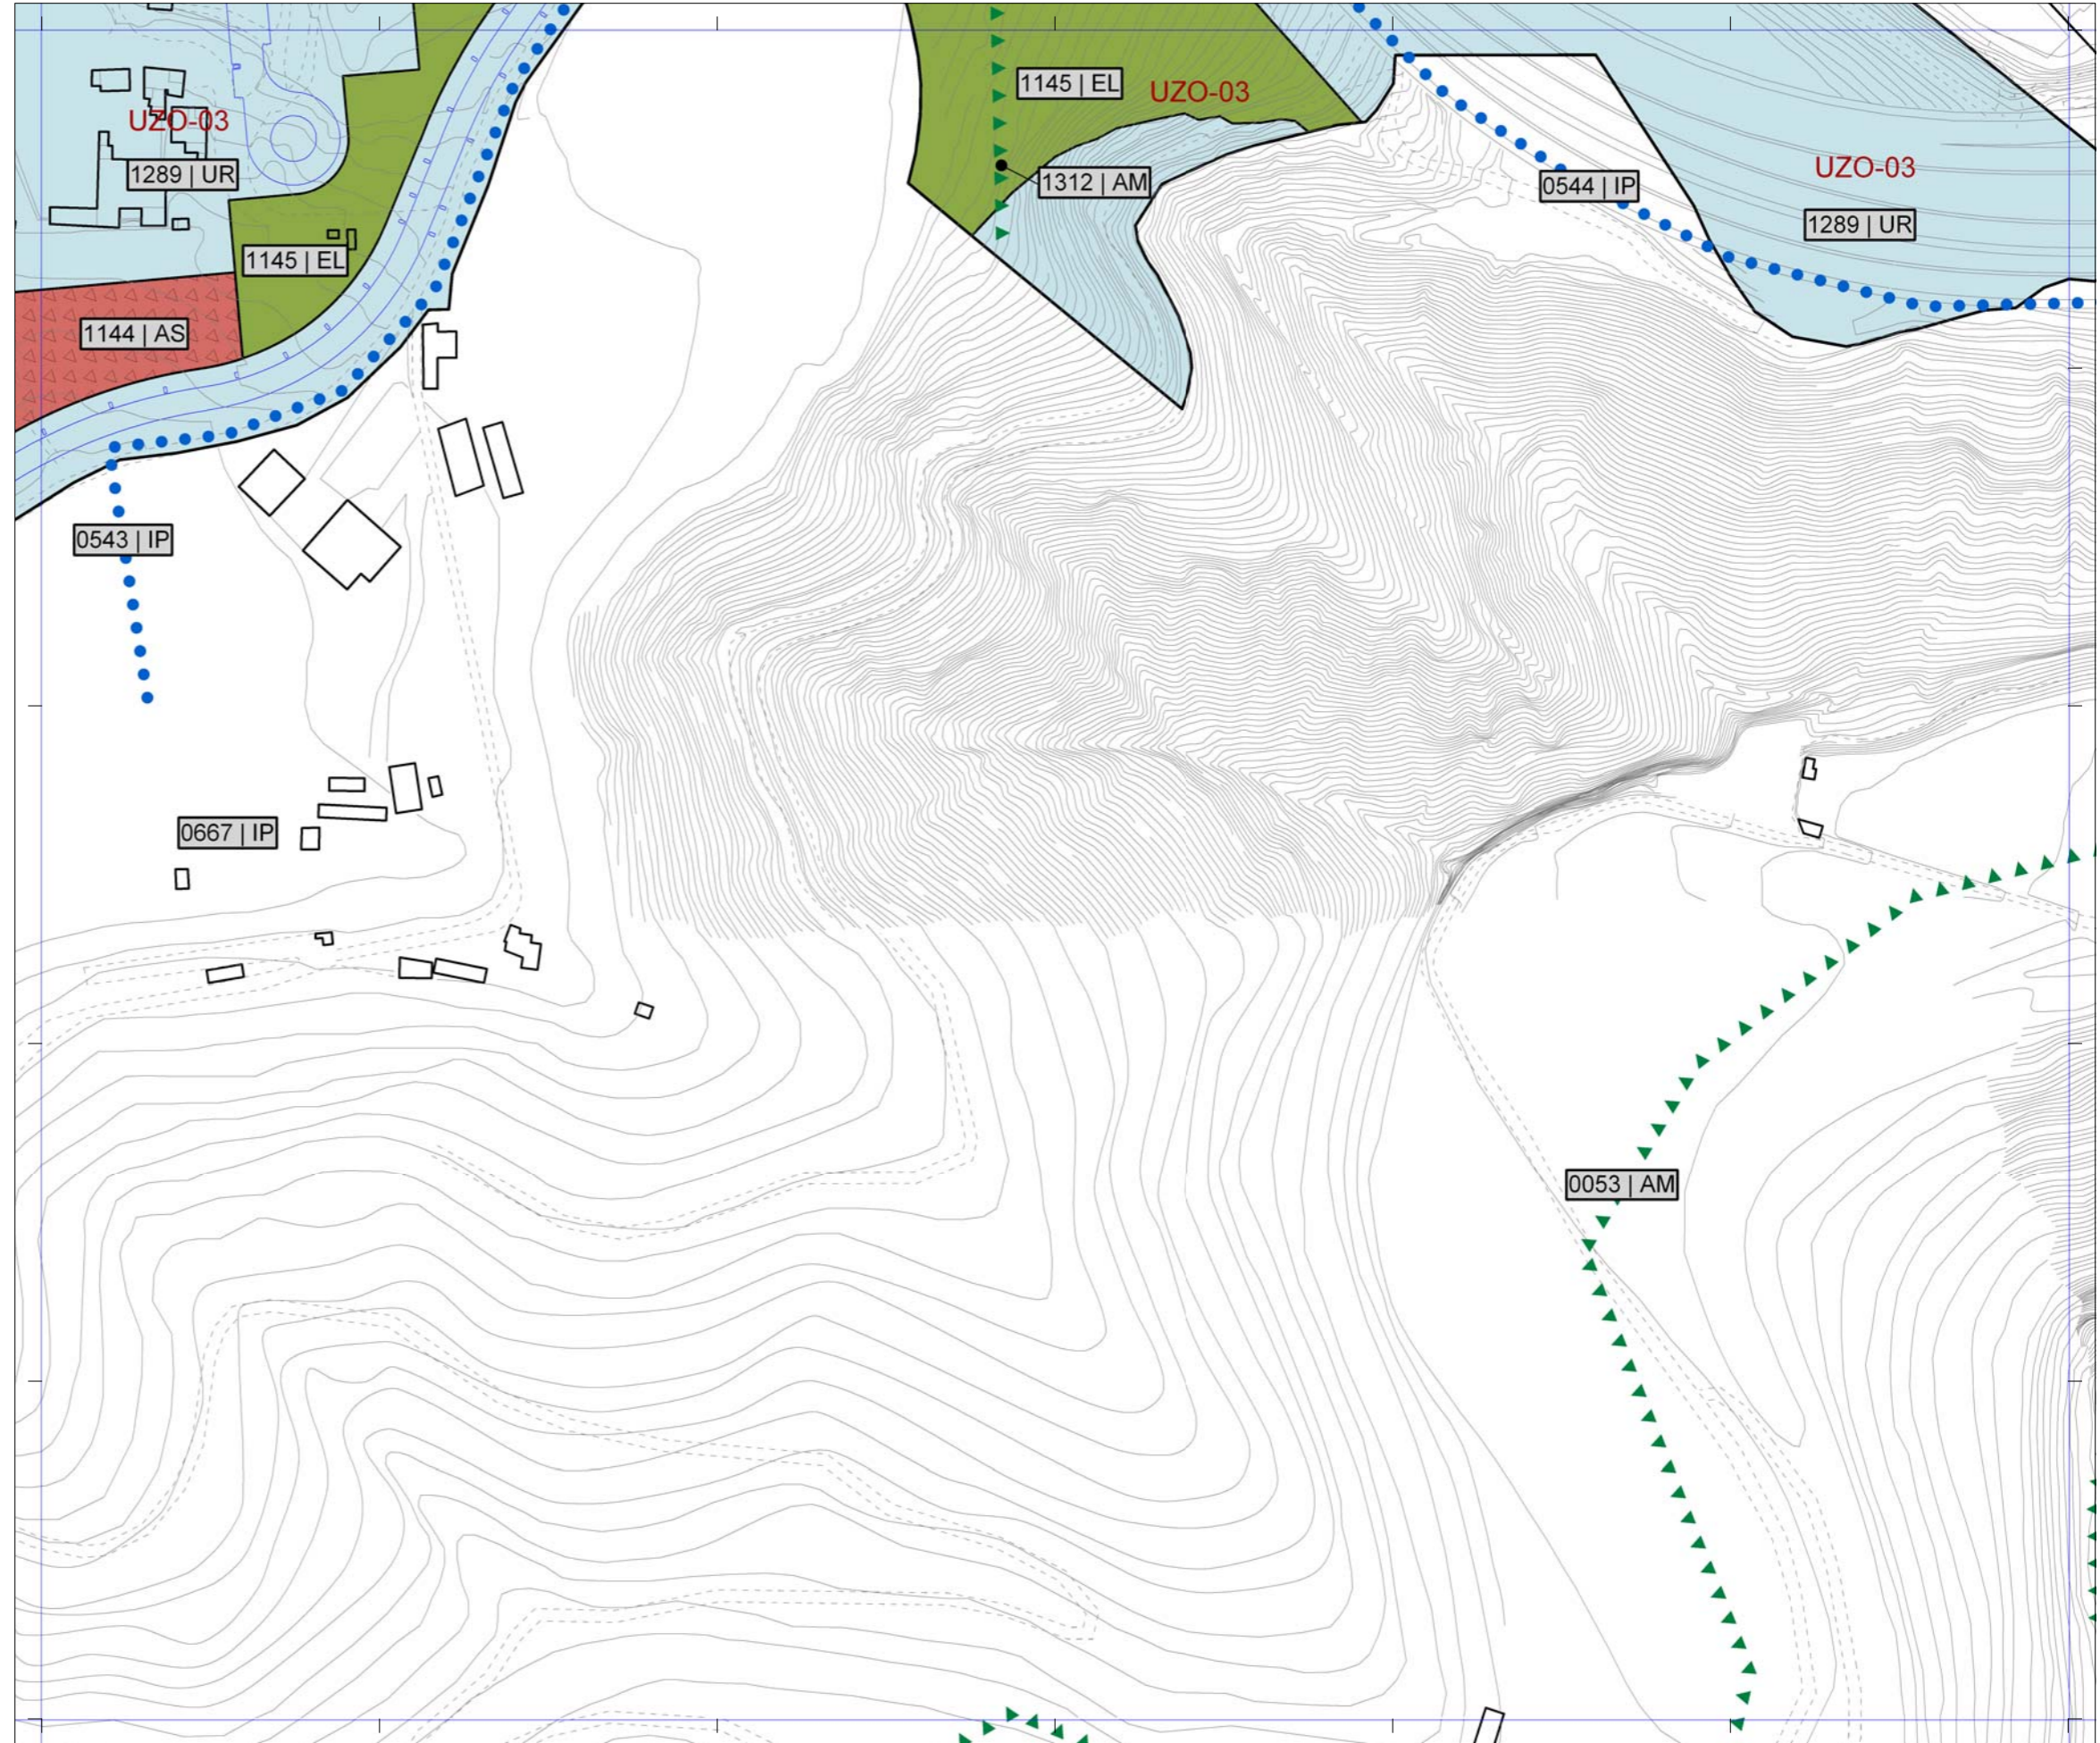 1145 | EL
UZO-03
UZO-03
1289 | UR
1312 | AM
0544 | IP
UZO-03
1289 | UR
1145 | EL
1144 | AS
0543 | IP
0667 | IP
0053 | AM